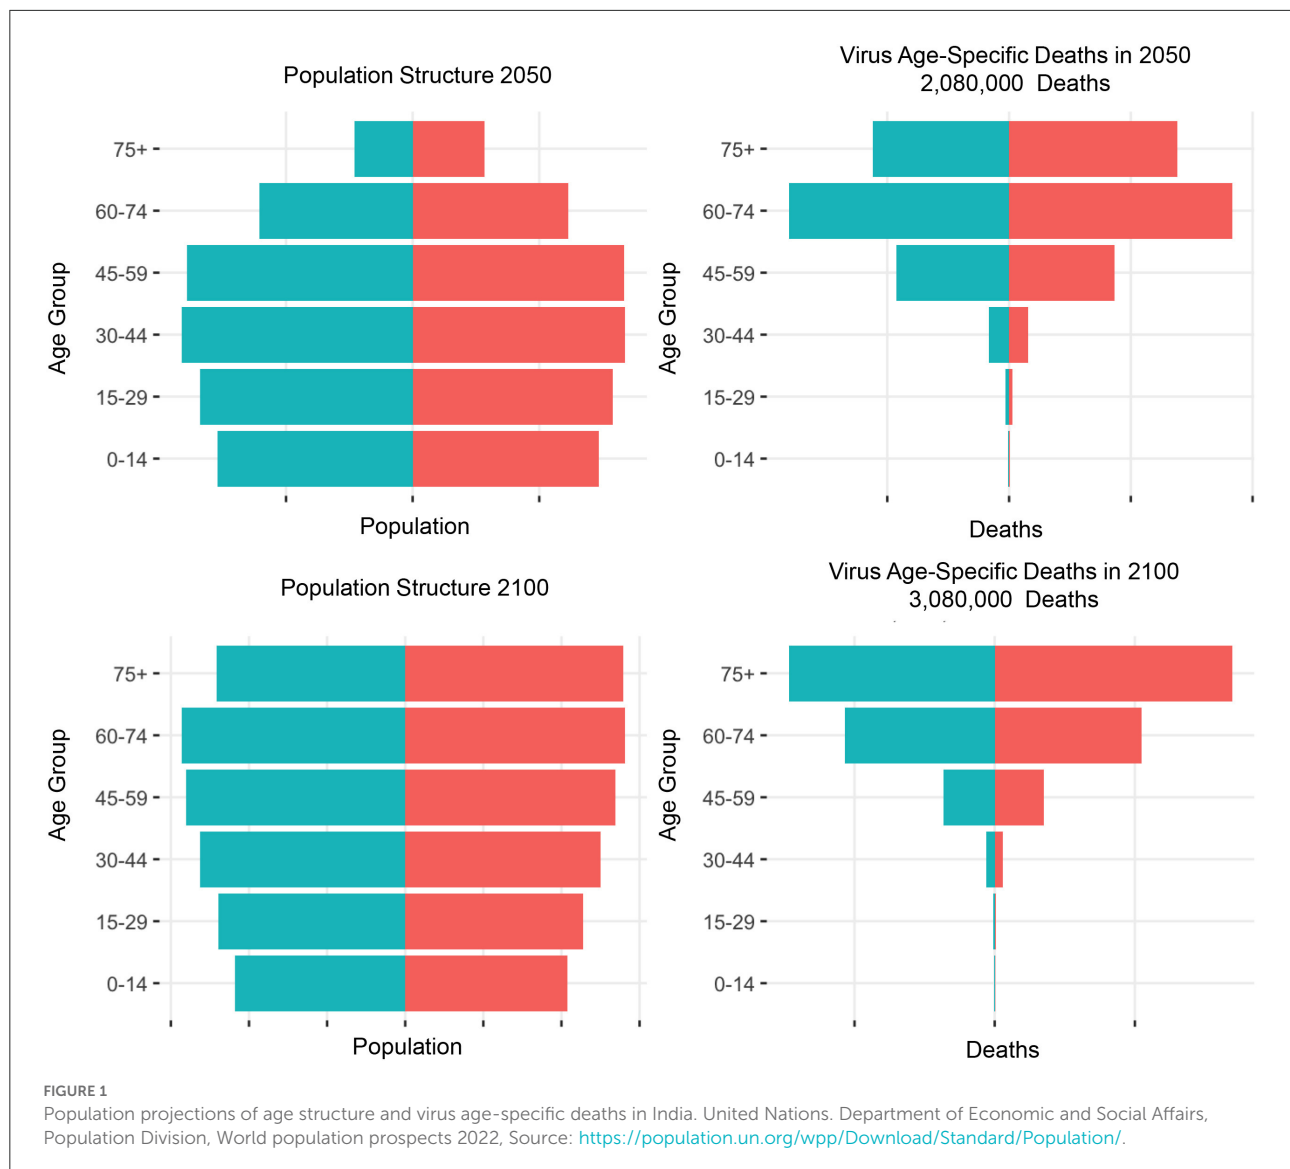 Population Structure 2050
75+
60-74
45-59
30-44
15-29
0-14
Age Group
Population
Virus Age-Specific Deaths in 2050
2,080,000 Deaths
75+
60-74
45-59
30-44
15-29
0-14
Age Group
Deaths
Population Structure 2100
75+
60-74
45-59
30-44
15-29
0-14
Age Group
Population
Virus Age-Specific Deaths in 2100
3,080,000 Deaths
75+
60-74
45-59
30-44
15-29
0-14
Age Group
Deaths
FIGURE 1
Population projections of age structure and virus age-specific deaths in India. United Nations. Department of Economic and Social Affairs,
Population Division, World population prospects 2022, Source: https://population.un.org/wpp/Download/Standard/Population/.